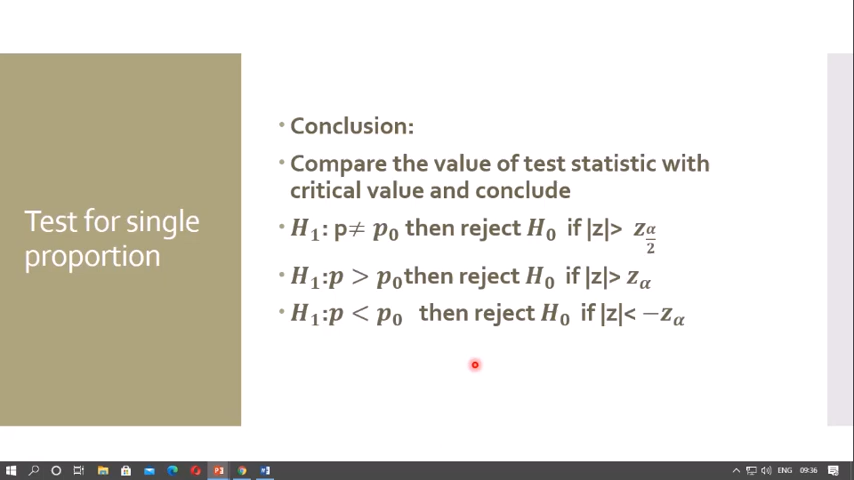 Test for single
proportion
• Conclusion:
• Compare the value of test statistic with
critical value and conclude
• H₁: p≠ p₀ then reject H₀ if |z|> z_{α/2}
• H₁:p > p₀then reject H₀ if |z|> z_α
• H₁:p < p₀ then reject H₀ if |z|< −z_α
ENG
09:36